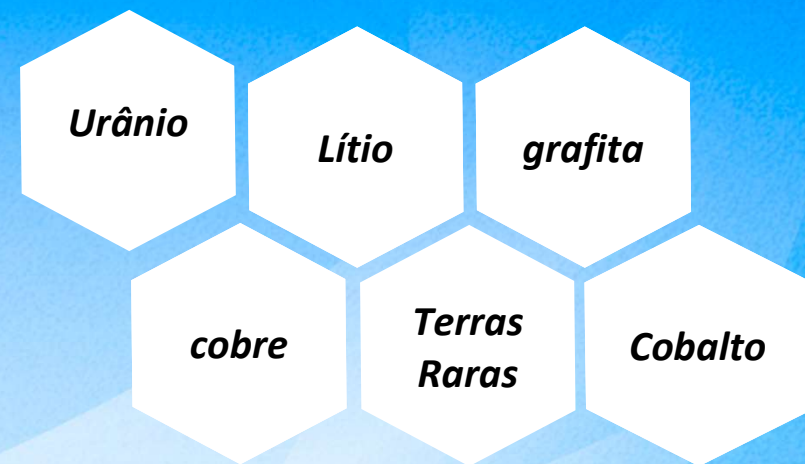 Urânio
Lítio
grafita
cobre
Terras
Raras
Cobalto